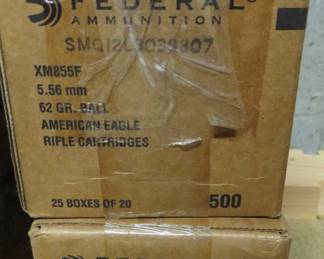 FEDERAL®
AMMUNITION
XM855F
5.56 mm
62 GR. BALL
AMERICAN EAGLE
RIFLE CARTRIDGES
25 BOXES OF 20 500